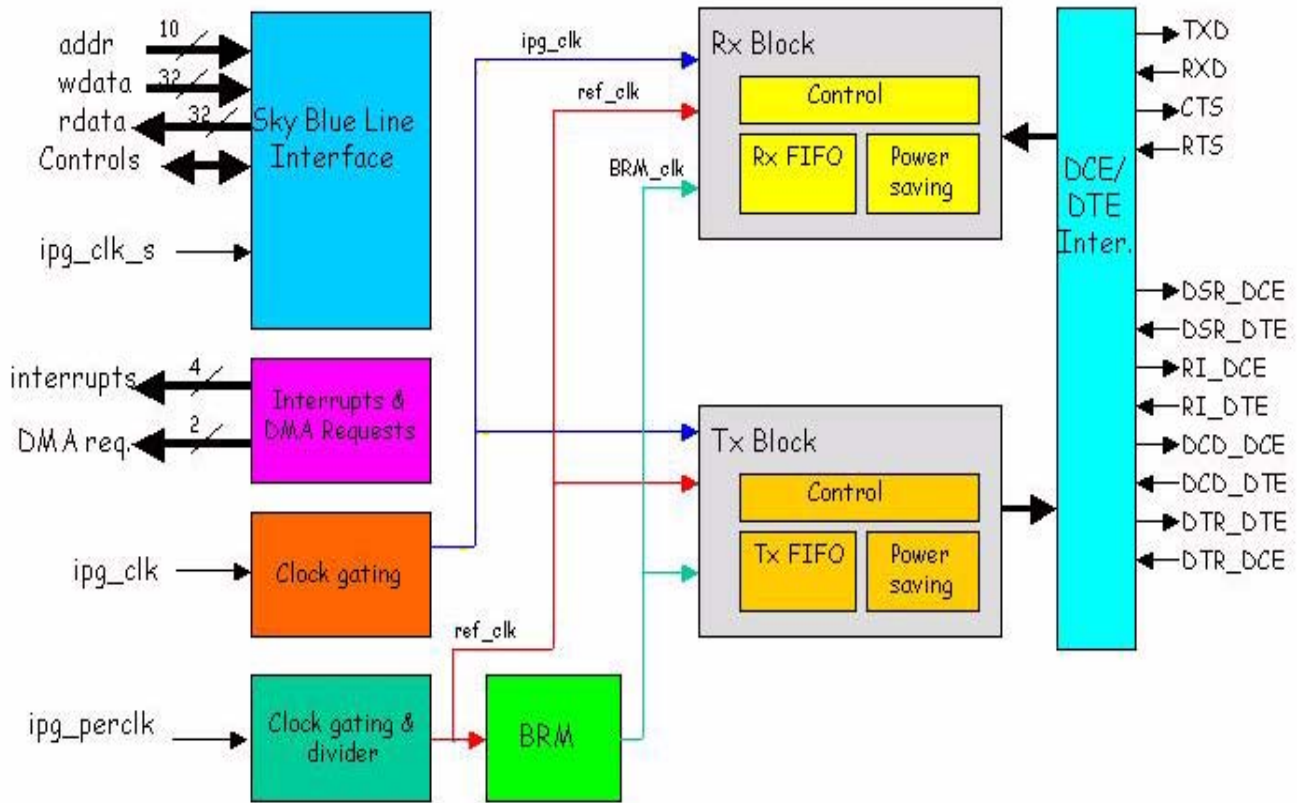 addr
10
wdata
32
rdata
32
Controls
ipg_clk_s
Sky Blue Line
Interface
interrupts
4
DMA req.
2
Interrupts &
DMA Requests
ipg_clk
Clock gating
ipg_perclk
Clock gating &
divider
BRM
ipg_clk
ref_clk
BRM_clk
ref_clk
Rx Block
Control
Rx FIFO
Power
saving
Tx Block
Control
Tx FIFO
Power
saving
DCE/
DTE
Inter.
TXD
RXD
CTS
RTS
DSR_DCE
DSR_DTE
RI_DCE
RI_DTE
DCD_DCE
DCD_DTE
DTR_DTE
DTR_DCE